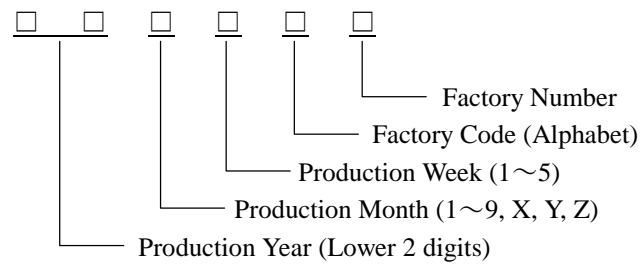 □ □ □ □ □ □
Factory Number
Factory Code (Alphabet)
Production Week (1～5)
Production Month (1～9, X, Y, Z)
Production Year (Lower 2 digits)